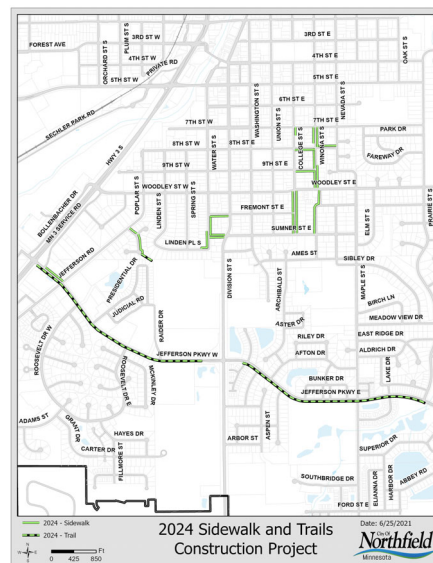 3RD ST E
FOREST AVE
PLUM ST S
3RD ST W
ORCHARD ST S
4TH ST W
PRIVATE RD
4TH ST E
OAK ST S
5TH ST W
5TH ST E
SECHLER PARK RD
WASHINGTON ST S
6TH ST E
UNION ST S
NEVADA ST S
7TH ST W
7TH ST E
PARK DR
HWY 3 S
8TH ST W
WATER ST S
8TH ST E
COLLEGE ST S
WINONA ST S
FAREWAY DR
9TH ST W
9TH ST E
WOODLEY ST W
WOODLEY ST E
BOLLENBACHER DR
MN 3 SERVICE RD
POPLAR ST S
LINDEN ST S
SPRING ST S
FREMONT ST E
SUMNER ST E
ELM ST S
PRAIRIE ST S
LINDEN PL S
DIVISION ST S
AMES ST
SIBLEY DR
JEFFERSON RD
PRESIDENTIAL DR
ARCHIBALD ST S
MAPLE ST S
BIRCH LN
JUDICIAL RD
MEADOW VIEW DR
ASTER DR
RAIDER DR
RILEY DR
EAST RIDGE DR
ROOSEVELT DR W
JEFFERSON PKWY W
AFTON DR
ALDRICH DR
LAKE DR
BUNKER DR
ROOSEVELT DR E
MCKINLEY DR
JEFFERSON PKWY E
ADAMS ST
GRANT DR
HAYES DR
ARBOR ST
ASPEN ST
SUPERIOR DR
CARTER DR
FILLMORE ST
SOUTHBRIDGE DR
ELIANNA DR
HARBOR DR
ABBEY RD
FORD ST E
2024 - Sidewalk
2024 - Trail
0 425 850 Ft
2024 Sidewalk and Trails
Construction Project
Date: 6/25/2021
City Of
Northfield
Minnesota